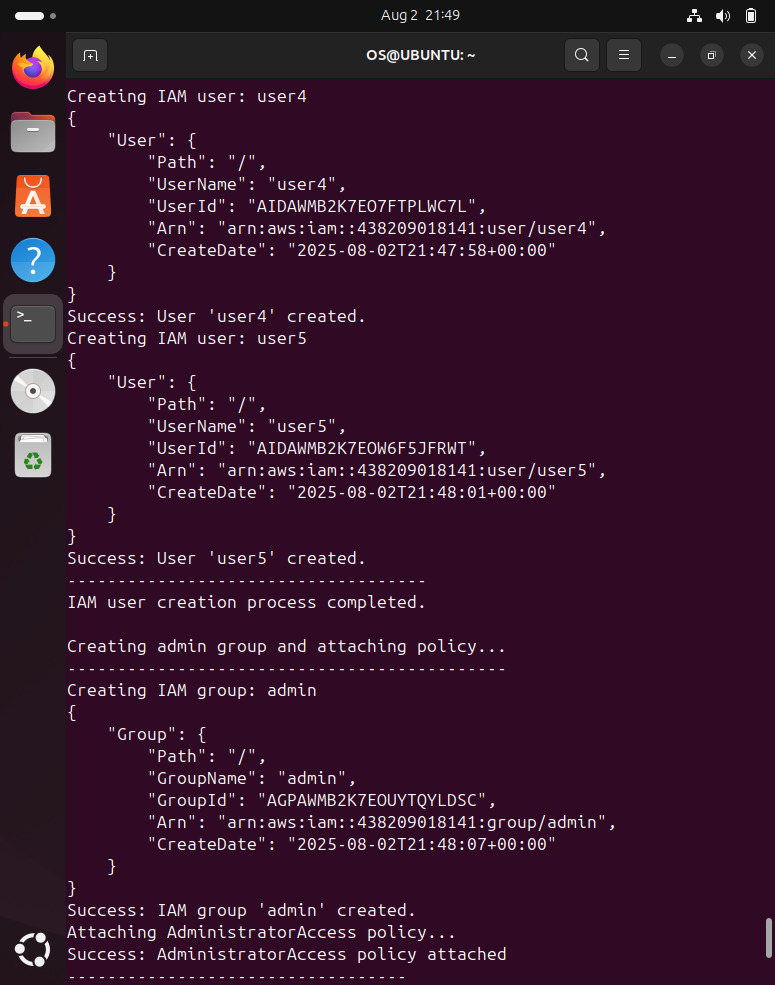 Aug 2 21:49
OS@UBUNTU: ~
Creating IAM user: user4
{
    "User": {
        "Path": "/",
        "UserName": "user4",
        "UserId": "AIDAWMB2K7EO7FTPLWC7L",
        "Arn": "arn:aws:iam::438209018141:user/user4",
        "CreateDate": "2025-08-02T21:47:58+00:00"
    }
}
Success: User 'user4' created.
Creating IAM user: user5
{
    "User": {
        "Path": "/",
        "UserName": "user5",
        "UserId": "AIDAWMB2K7EOW6F5JFRWT",
        "Arn": "arn:aws:iam::438209018141:user/user5",
        "CreateDate": "2025-08-02T21:48:01+00:00"
    }
}
Success: User 'user5' created.
------------------------------------
IAM user creation process completed.

Creating admin group and attaching policy...
--------------------------------------------
Creating IAM group: admin
{
    "Group": {
        "Path": "/",
        "GroupName": "admin",
        "GroupId": "AGPAWMB2K7EOUYTQYLDSC",
        "Arn": "arn:aws:iam::438209018141:group/admin",
        "CreateDate": "2025-08-02T21:48:07+00:00"
    }
}
Success: IAM group 'admin' created.
Attaching AdministratorAccess policy...
Success: AdministratorAccess policy attached
----------------------------------